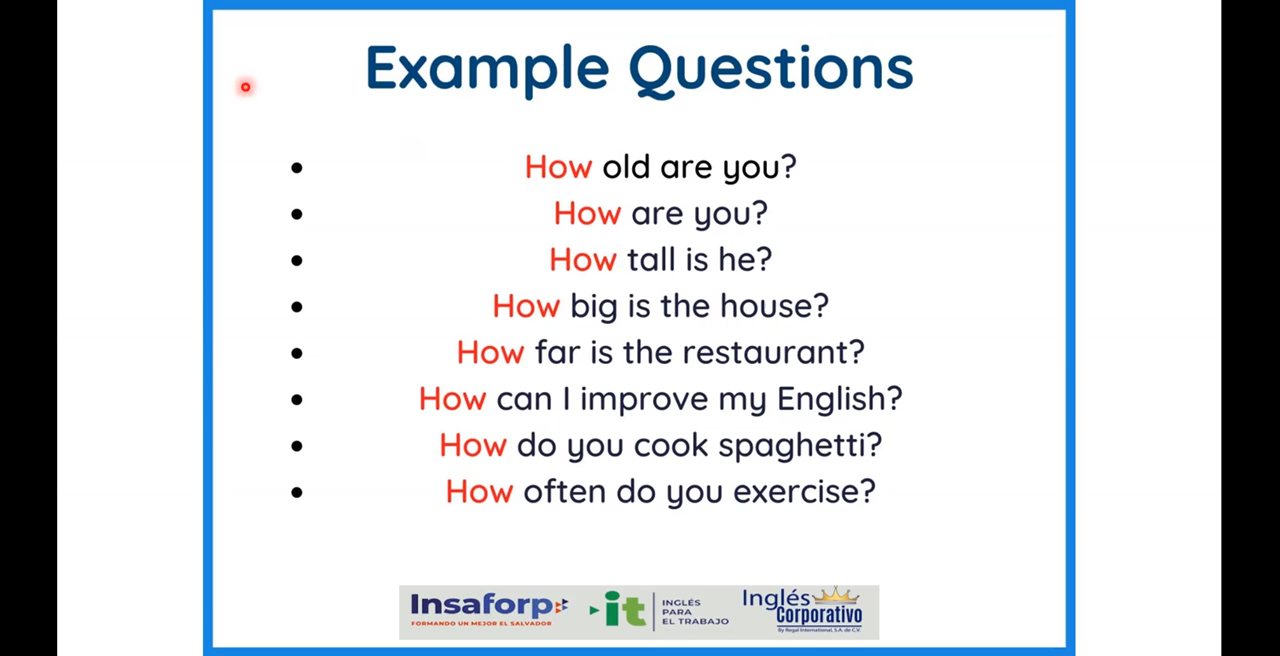 Example Questions
• How old are you?
• How are you?
• How tall is he?
• How big is the house?
• How far is the restaurant?
• How can I improve my English?
• How do you cook spaghetti?
• How often do you exercise?
Insaforp
FORMANDO UN MEJOR EL SALVADOR
it
INGLÉS
PARA
EL TRABAJO
Inglés
Corporativo
By Regal International, S.A. de C.V.